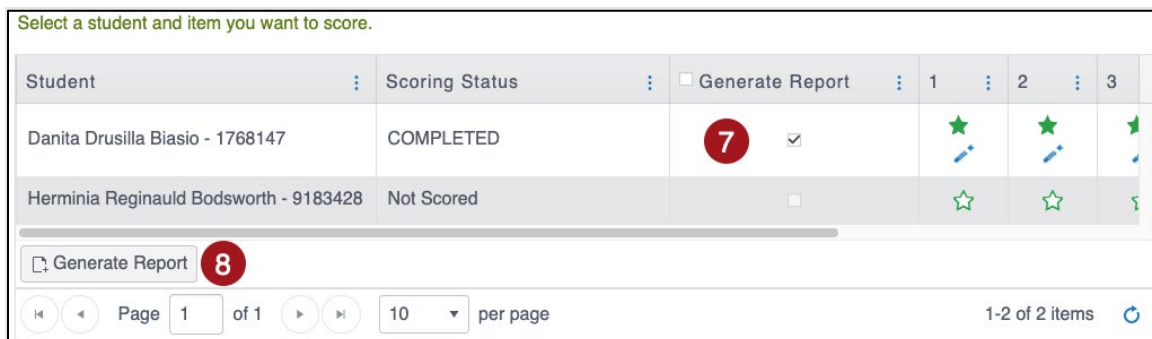 Select a student and item you want to score.
Student Scoring Status Generate Report 1 2 3
Danita Drusilla Biasio - 1768147 COMPLETED 7
Herminia Reginauld Bodsworth - 9183428 Not Scored
Generate Report 8
Page 1 of 1 10 per page 1-2 of 2 items